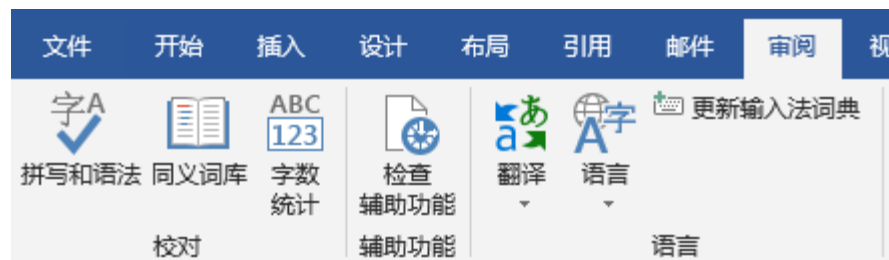 文件 开始 插入 设计 布局 引用 邮件 审阅
字A ABC 123 あ a A字 更新输入法词典
拼写和语法 同义词库 字数 检查 翻译 语言
统计 辅助功能
校对 辅助功能 语言